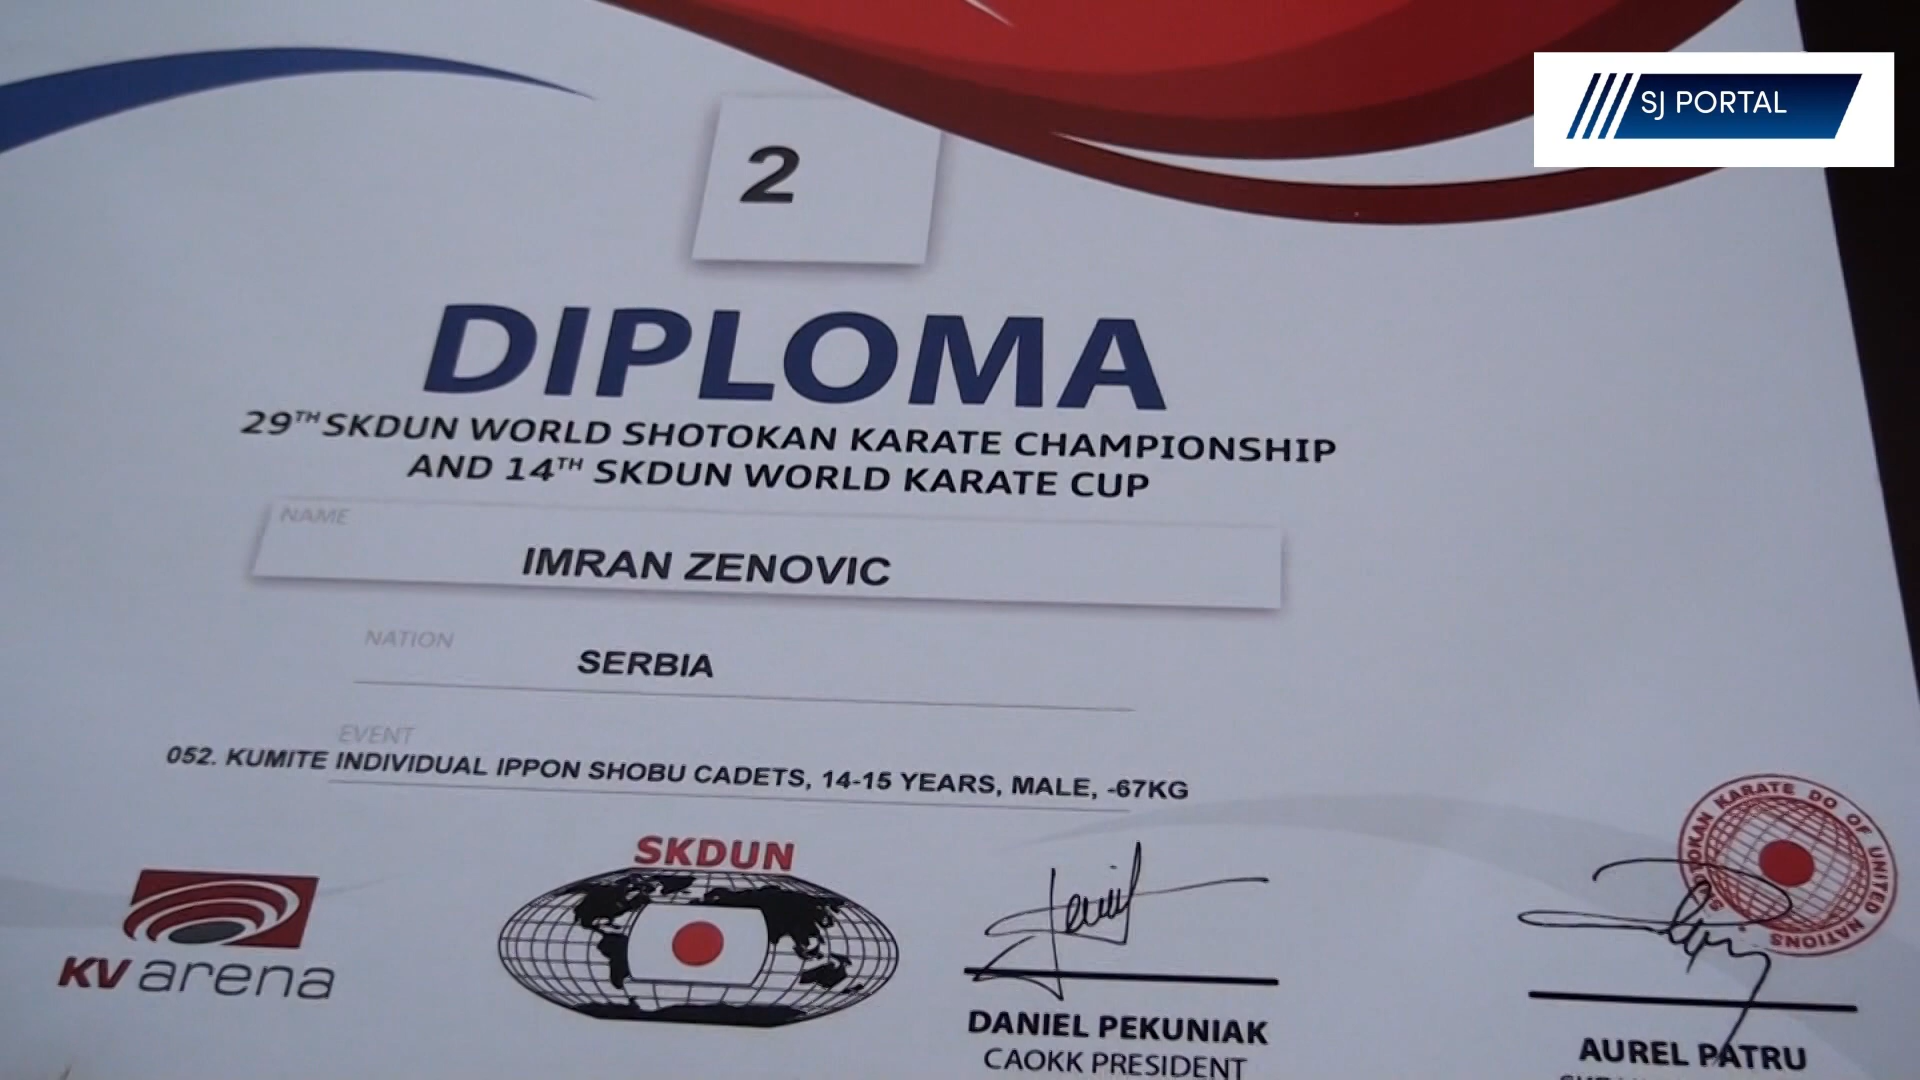 SJ PORTAL
2
DIPLOMA
29TH SKDUN WORLD SHOTOKAN KARATE CHAMPIONSHIP
AND 14TH SKDUN WORLD KARATE CUP
NAME
IMRAN ZENOVIC
NATION
SERBIA
EVENT
052. KUMITE INDIVIDUAL IPPON SHOBU CADETS, 14-15 YEARS, MALE, -67KG
KV arena
SKDUN
DANIEL PEKUNIAK
CAOKK PRESIDENT
KARATE DO OF UNITED NATIONS
AUREL PATRU